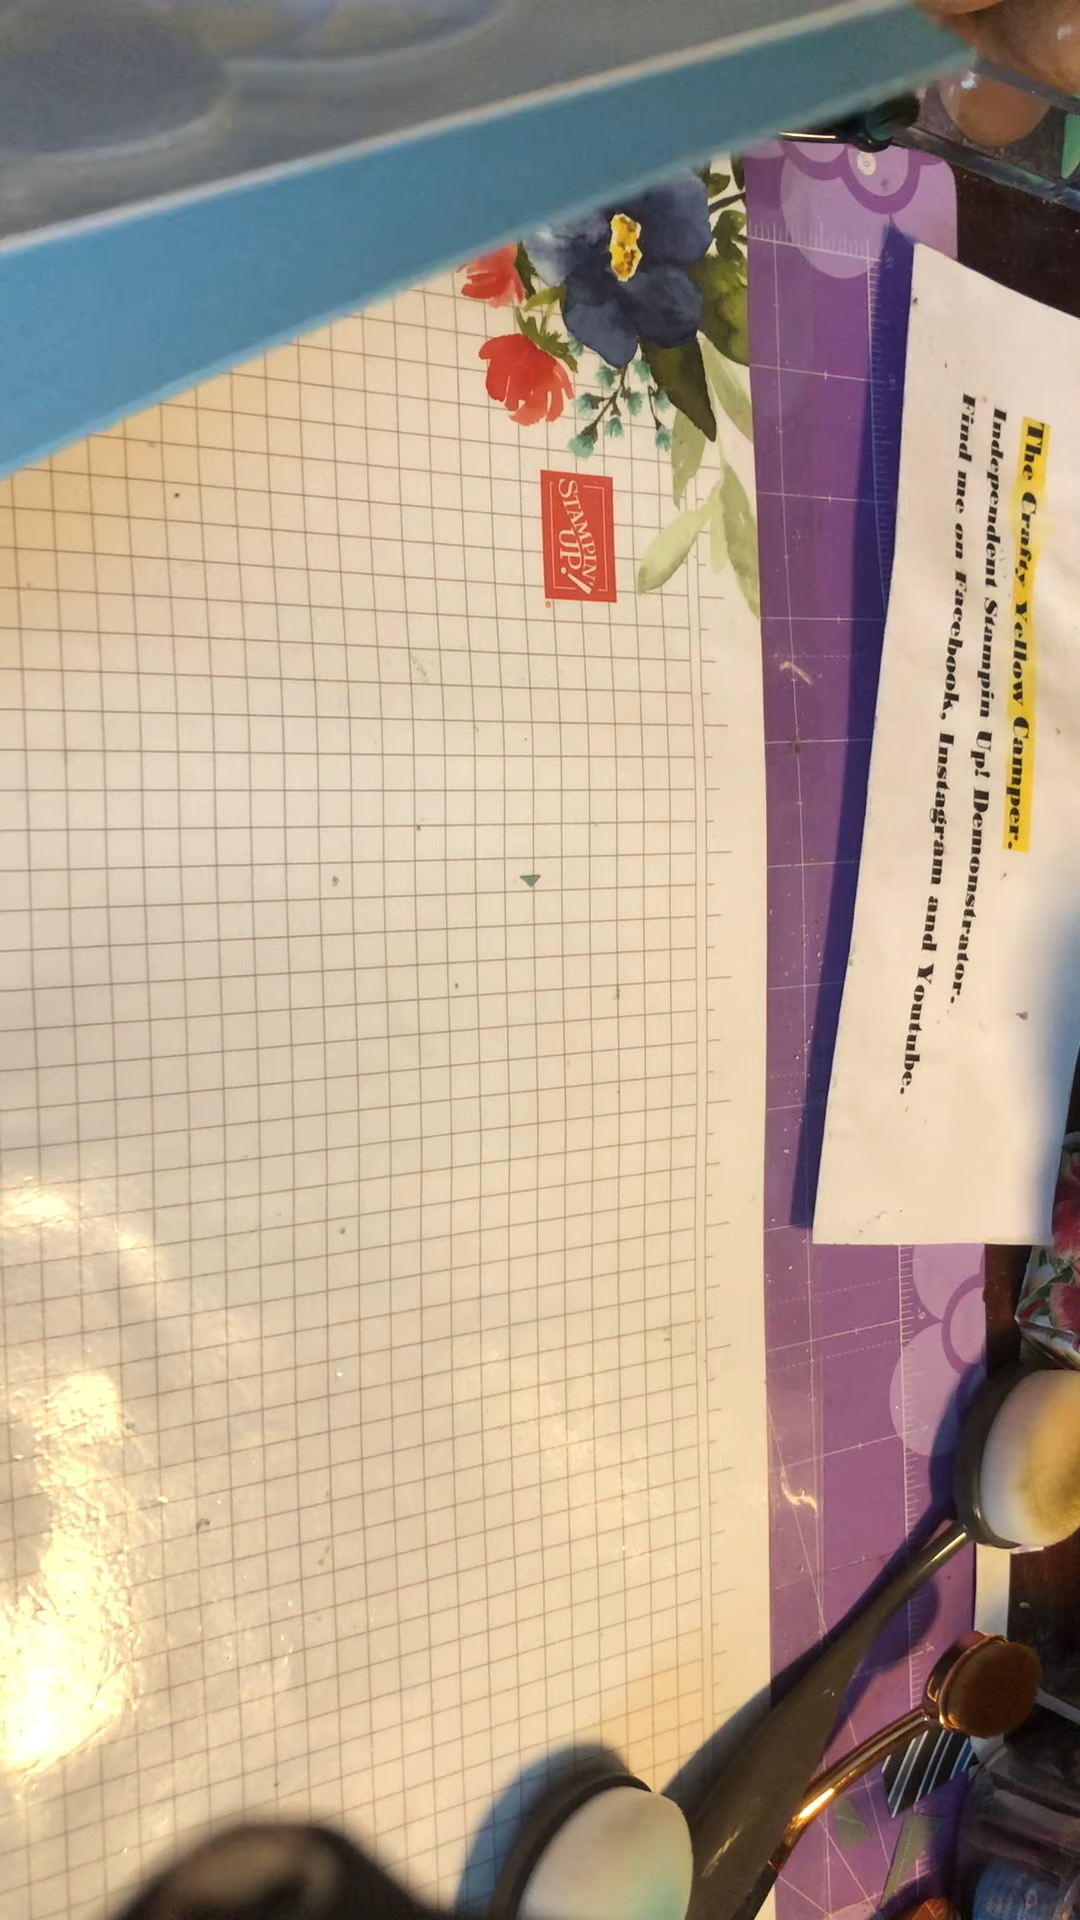 The Crafty Yellow Camper.
Independent Stampin Up! Demonstrator.
Find me on Facebook, Instagram and Youtube.
STAMPIN'
UP!®